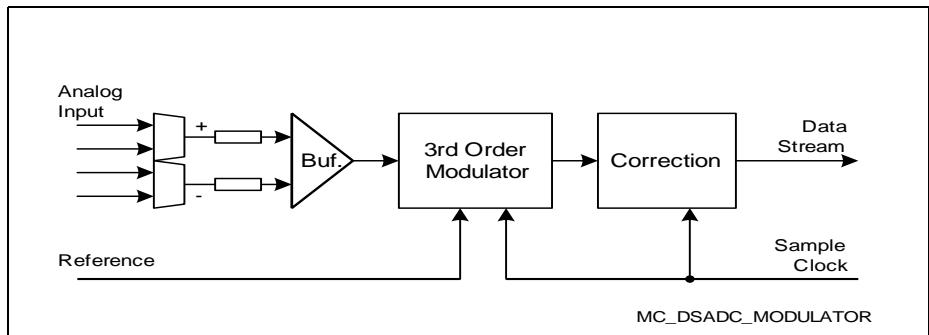 Analog
Input
+
-
Buf.
3rd Order
Modulator
Correction
Data
Stream
Reference
Sample
Clock
MC_DSADC_MODULATOR